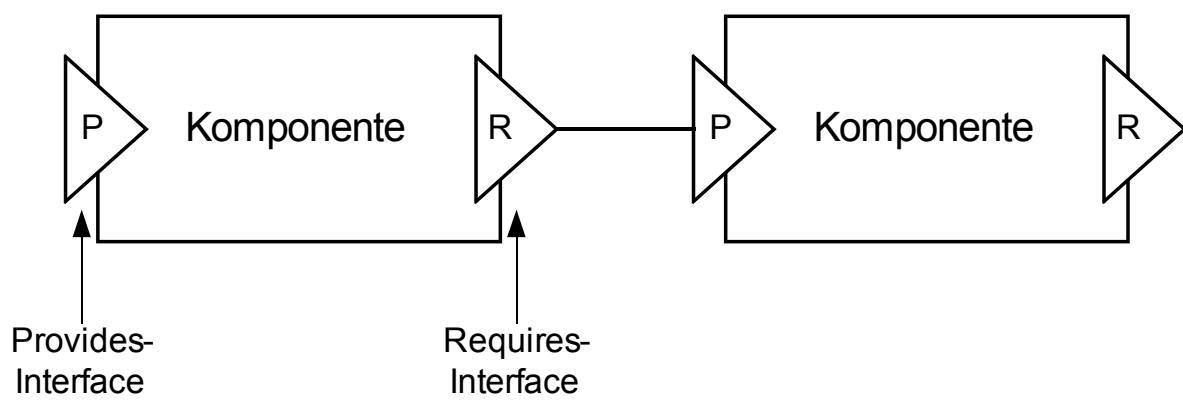 P Komponente R P Komponente R
Provides-
Interface
Requires-
Interface